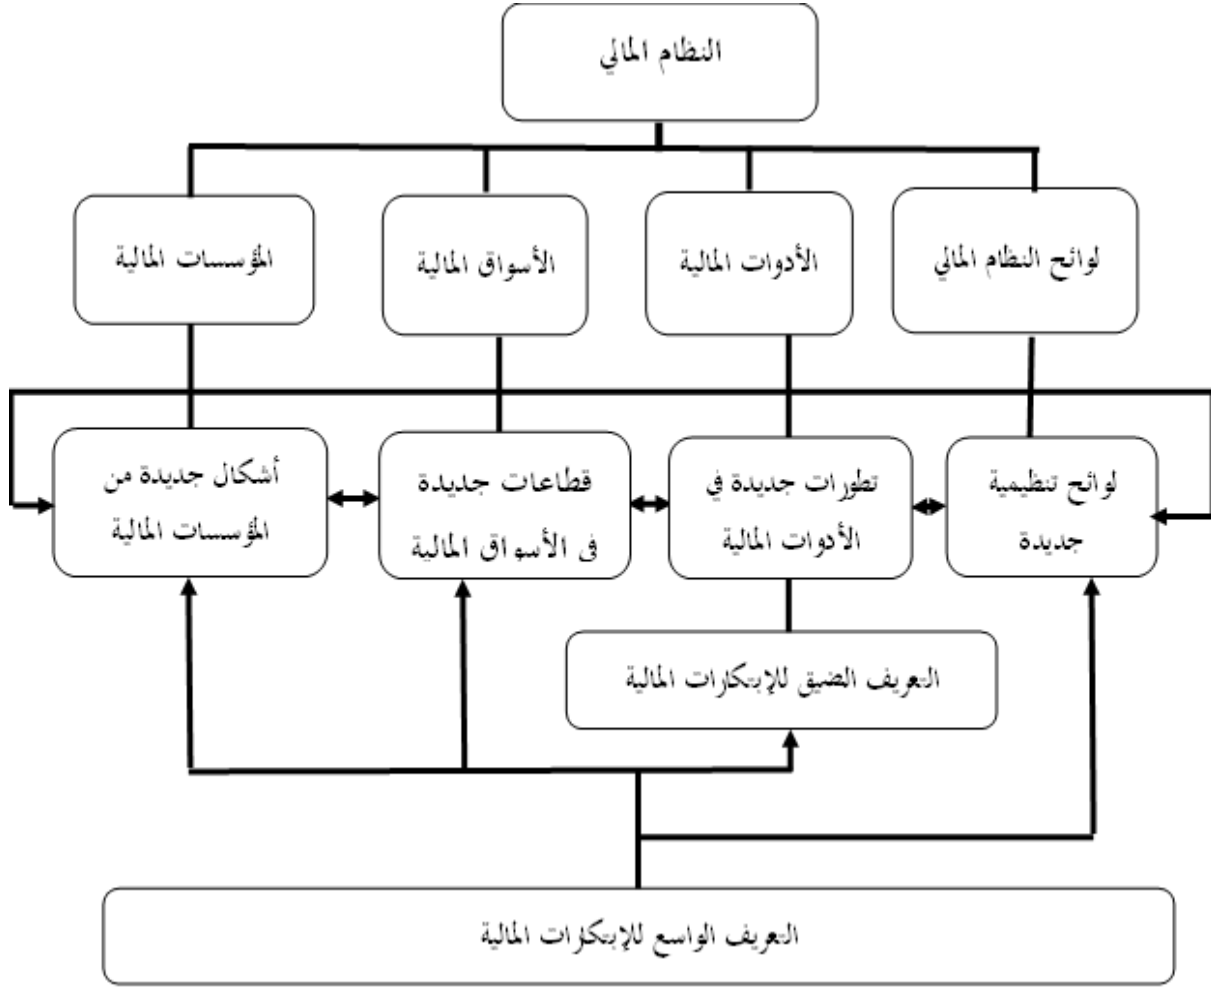 النظام المالي
لوائح النظام المالي
الأدوات المالية
الأسواق المالية
المؤسسات المالية
لوائح تنظيمية
جديدة
تطورات جديدة في
الأدوات المالية
قطاعات جديدة
في الأسواق المالية
أشكال جديدة من
المؤسسات المالية
التعريف الضيق للإبتكارات المالية
التعريف الواسع للإبتكارات المالية